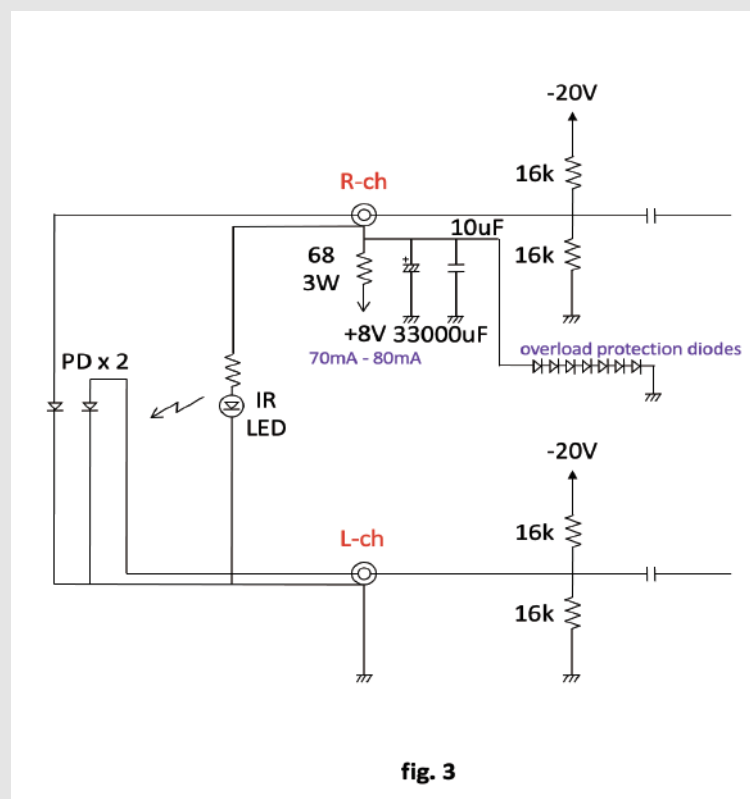 -20V
16k
R-ch
10uF
16k
68
3W
+
+8V 33000uF
70mA - 80mA
overload protection diodes
PD x 2
IR
LED
-20V
16k
L-ch
16k
fig. 3